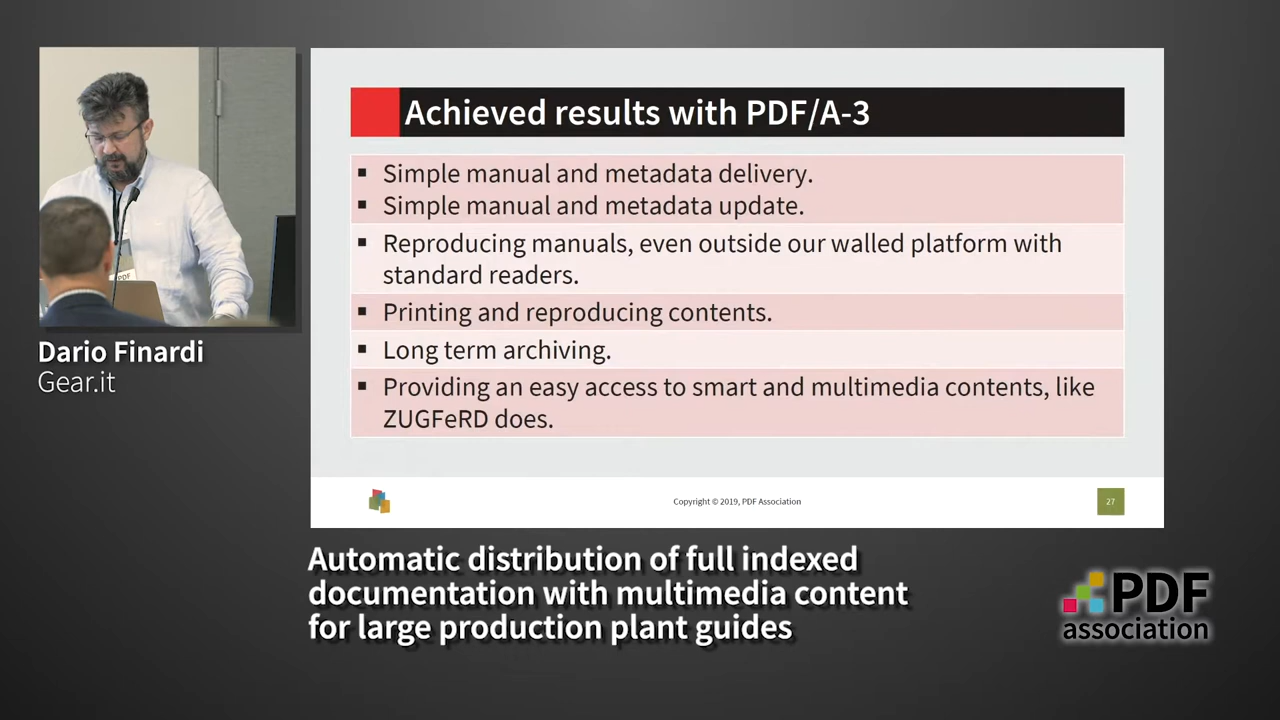 Achieved results with PDF/A-3
▪ Simple manual and metadata delivery.
▪ Simple manual and metadata update.
▪ Reproducing manuals, even outside our walled platform with
standard readers.
▪ Printing and reproducing contents.
▪ Long term archiving.
▪ Providing an easy access to smart and multimedia contents, like
ZUGFeRD does.
Copyright © 2019, PDF Association
27
PDF
Dario Finardi
Gear.it
Automatic distribution of full indexed
documentation with multimedia content
for large production plant guides
PDF
association